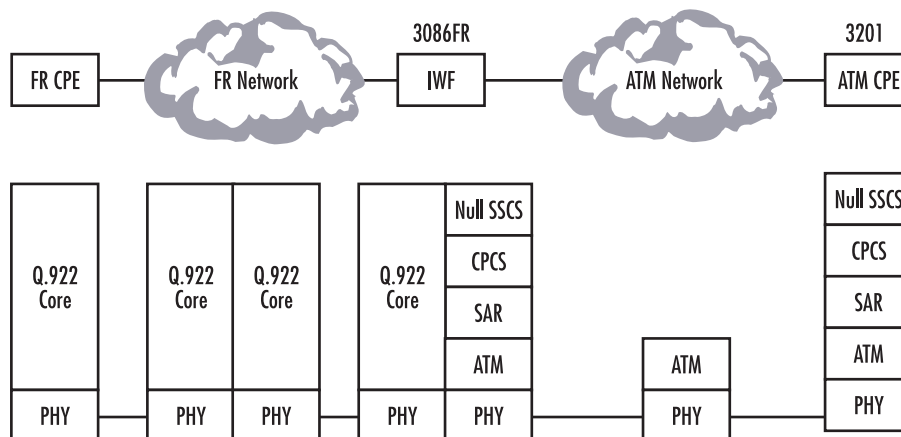 3086FR
3201
FR CPE
FR Network
IWF
ATM Network
ATM CPE
Null SSCS
Null SSCS
CPCS
CPCS
Q.922
Core
Q.922
Core
Q.922
Core
Q.922
Core
SAR
SAR
ATM
ATM
ATM
PHY
PHY
PHY
PHY
PHY
PHY
PHY